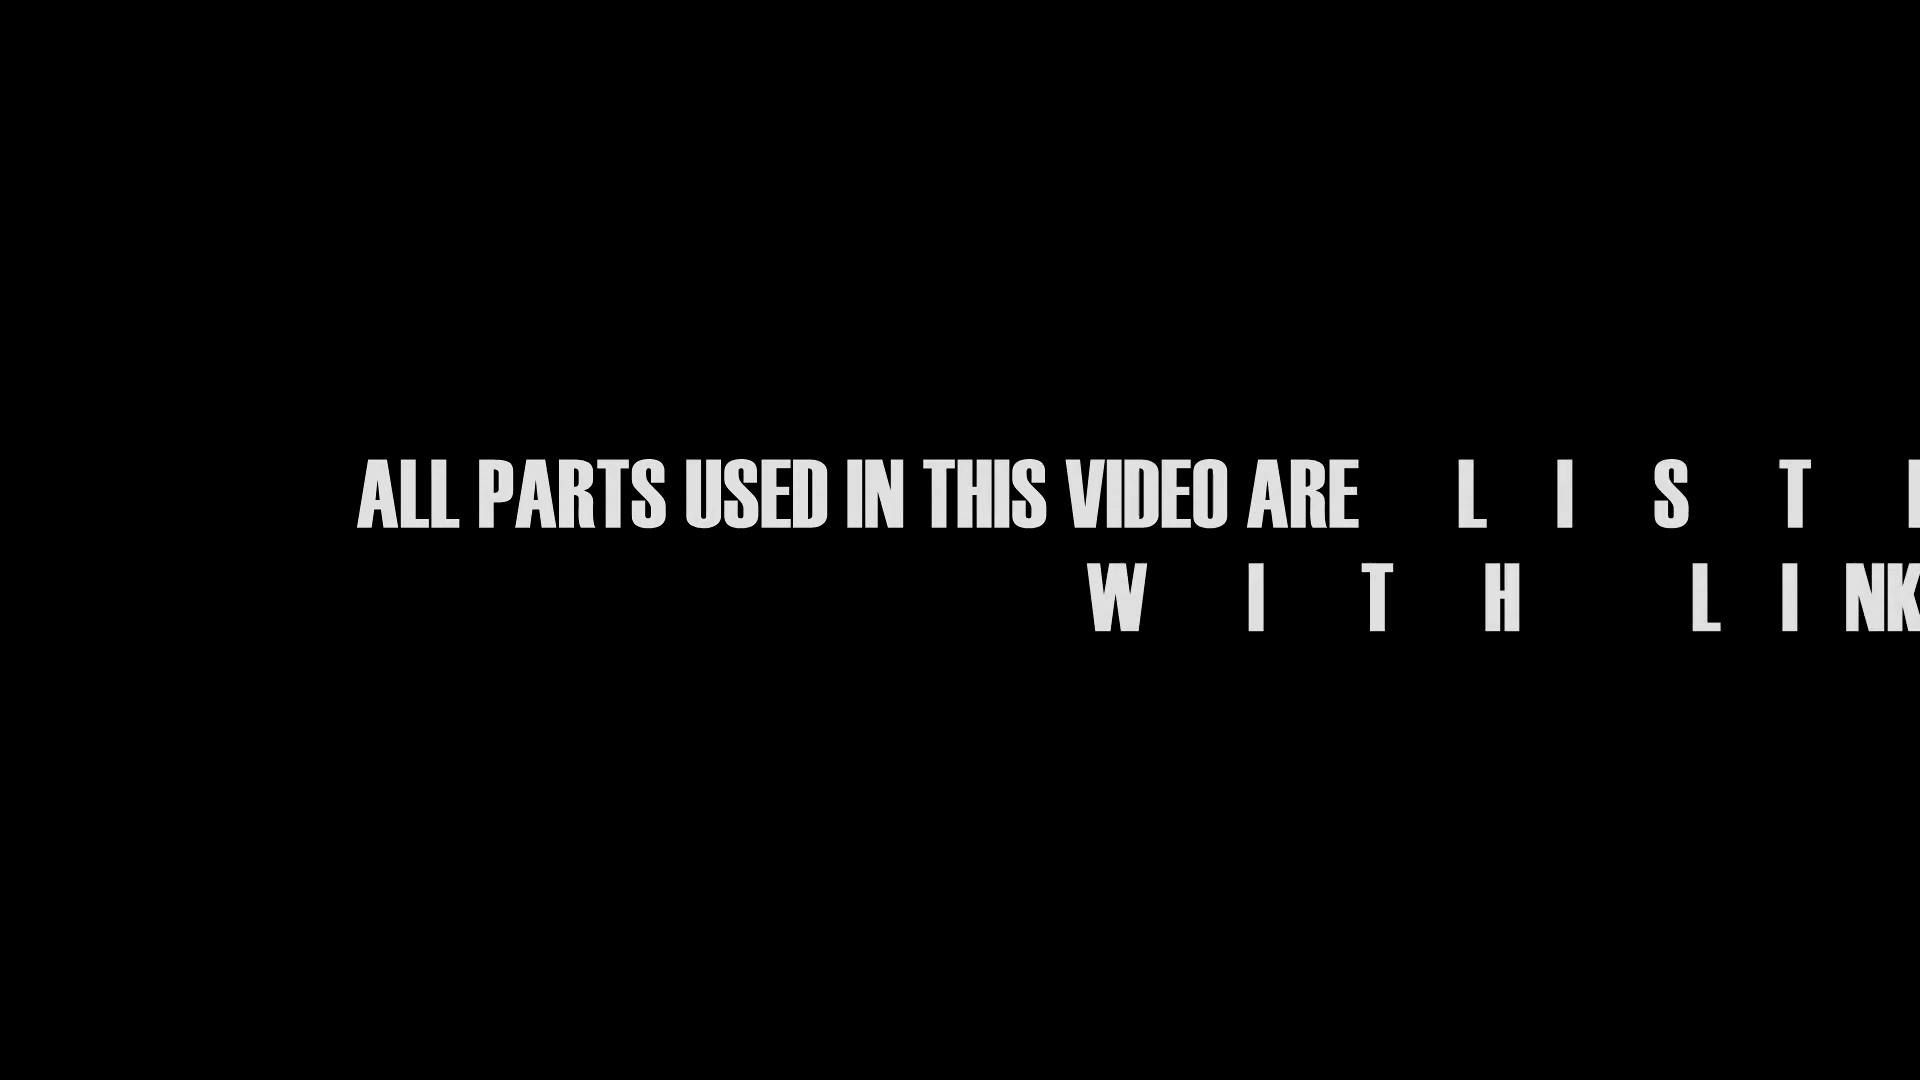 ALL PARTS USED IN THIS VIDEO ARE L I S T
W I T H L I NK